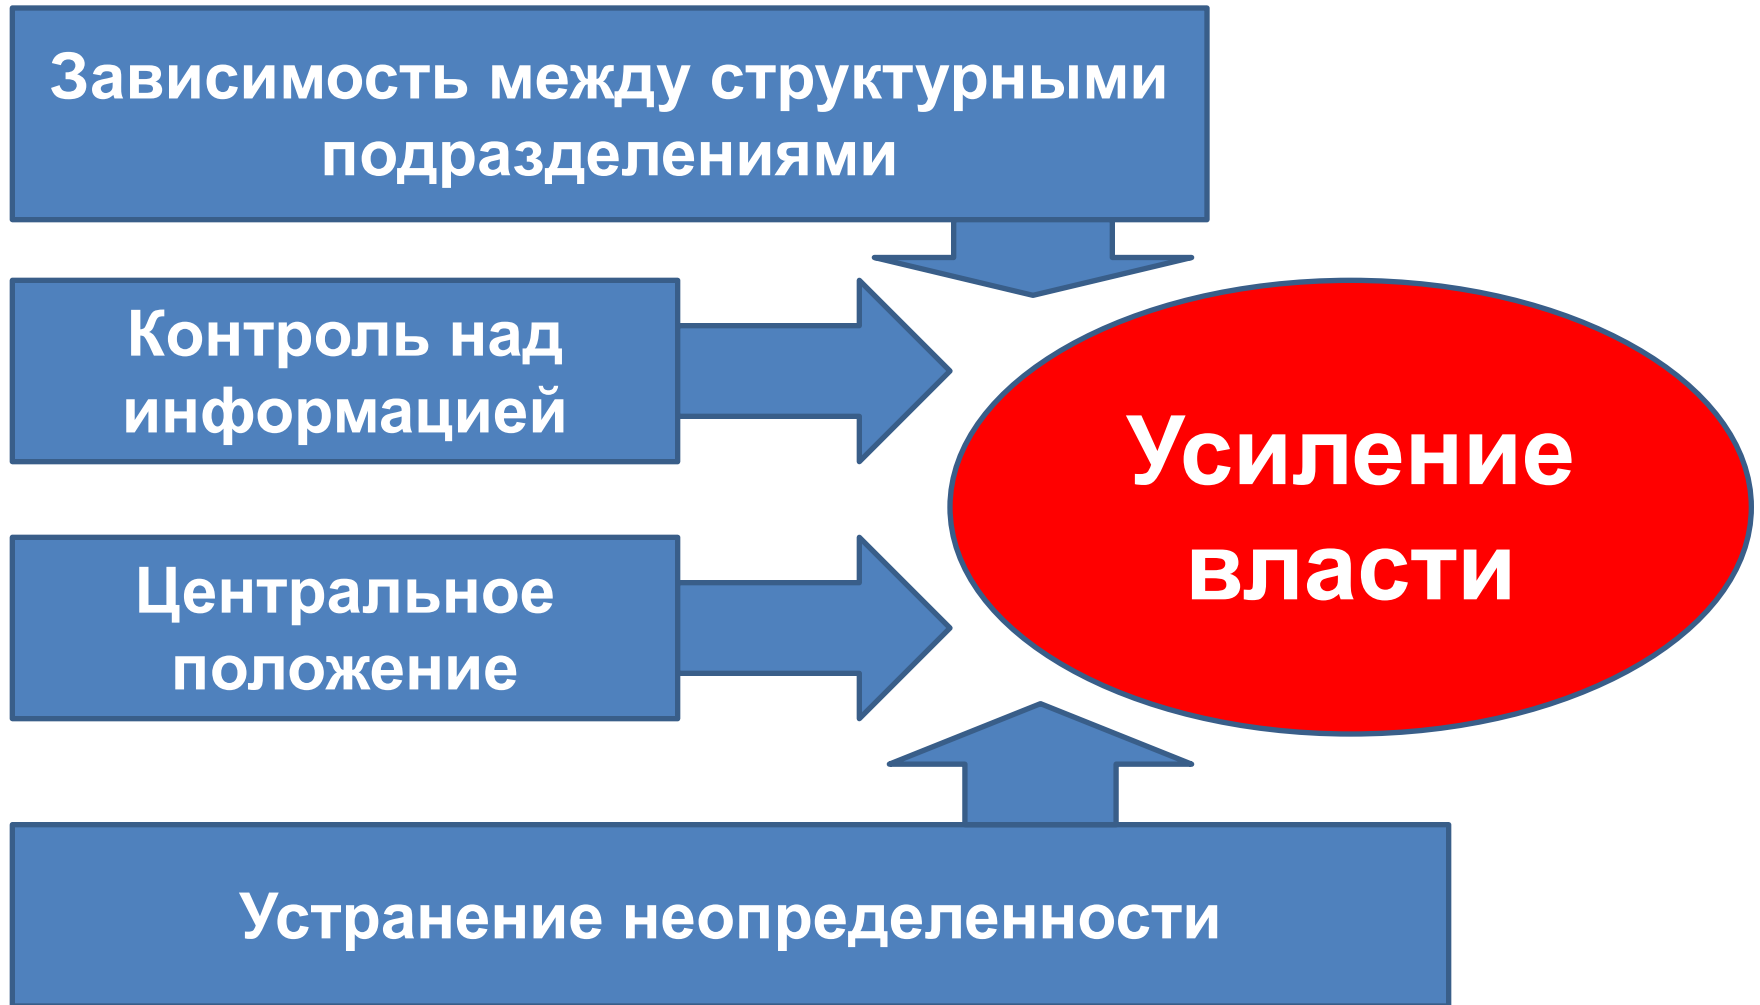 Зависимость между структурными
подразделениями
Контроль над
информацией
Центральное
положение
Усиление
власти
Устранение неопределенности